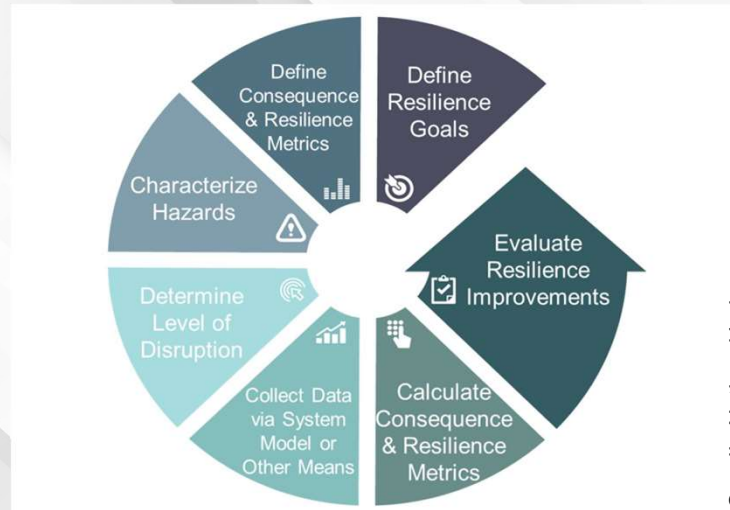 Define
Resilience
Goals
Define
Consequence
& Resilience
Metrics
Characterize
Hazards
Determine
Level of
Disruption
Collect Data
via System
Model or
Other Means
Calculate
Consequence
& Resilience
Metrics
Evaluate
Resilience
Improvements